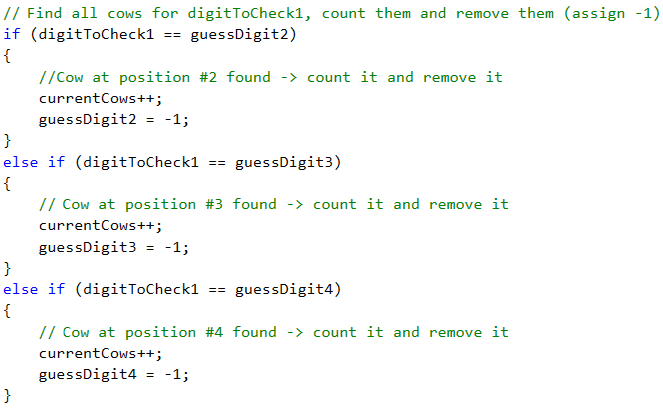 // Find all cows for digitToCheck1, count them and remove them (assign -1)
if (digitToCheck1 == guessDigit2)
{
    //Cow at position #2 found -> count it and remove it
    currentCows++;
    guessDigit2 = -1;
}
else if (digitToCheck1 == guessDigit3)
{
    // Cow at position #3 found -> count it and remove it
    currentCows++;
    guessDigit3 = -1;
}
else if (digitToCheck1 == guessDigit4)
{
    // Cow at position #4 found -> count it and remove it
    currentCows++;
    guessDigit4 = -1;
}